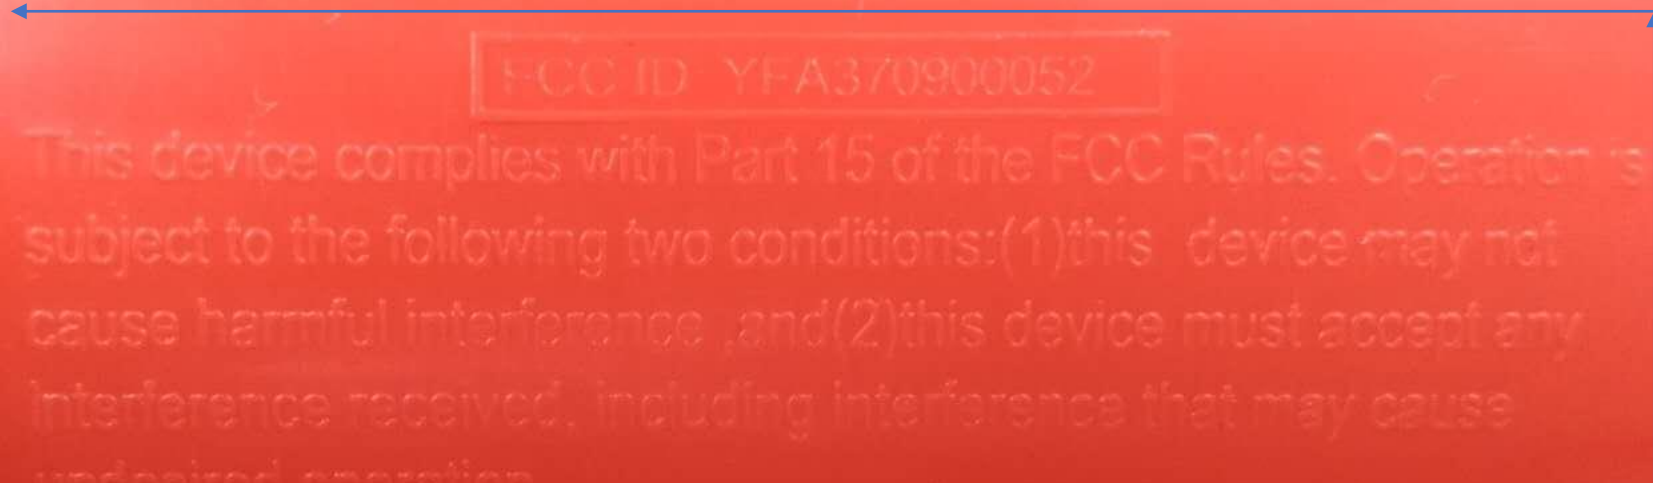 FCC ID YFA370900052
This device complies with Part 15 of the FCC Rules. Operation is
subject to the following two conditions:(1)this device may not
cause harmful interference ,and(2)this device must accept any
interference received, including interference that may cause
undesired operation